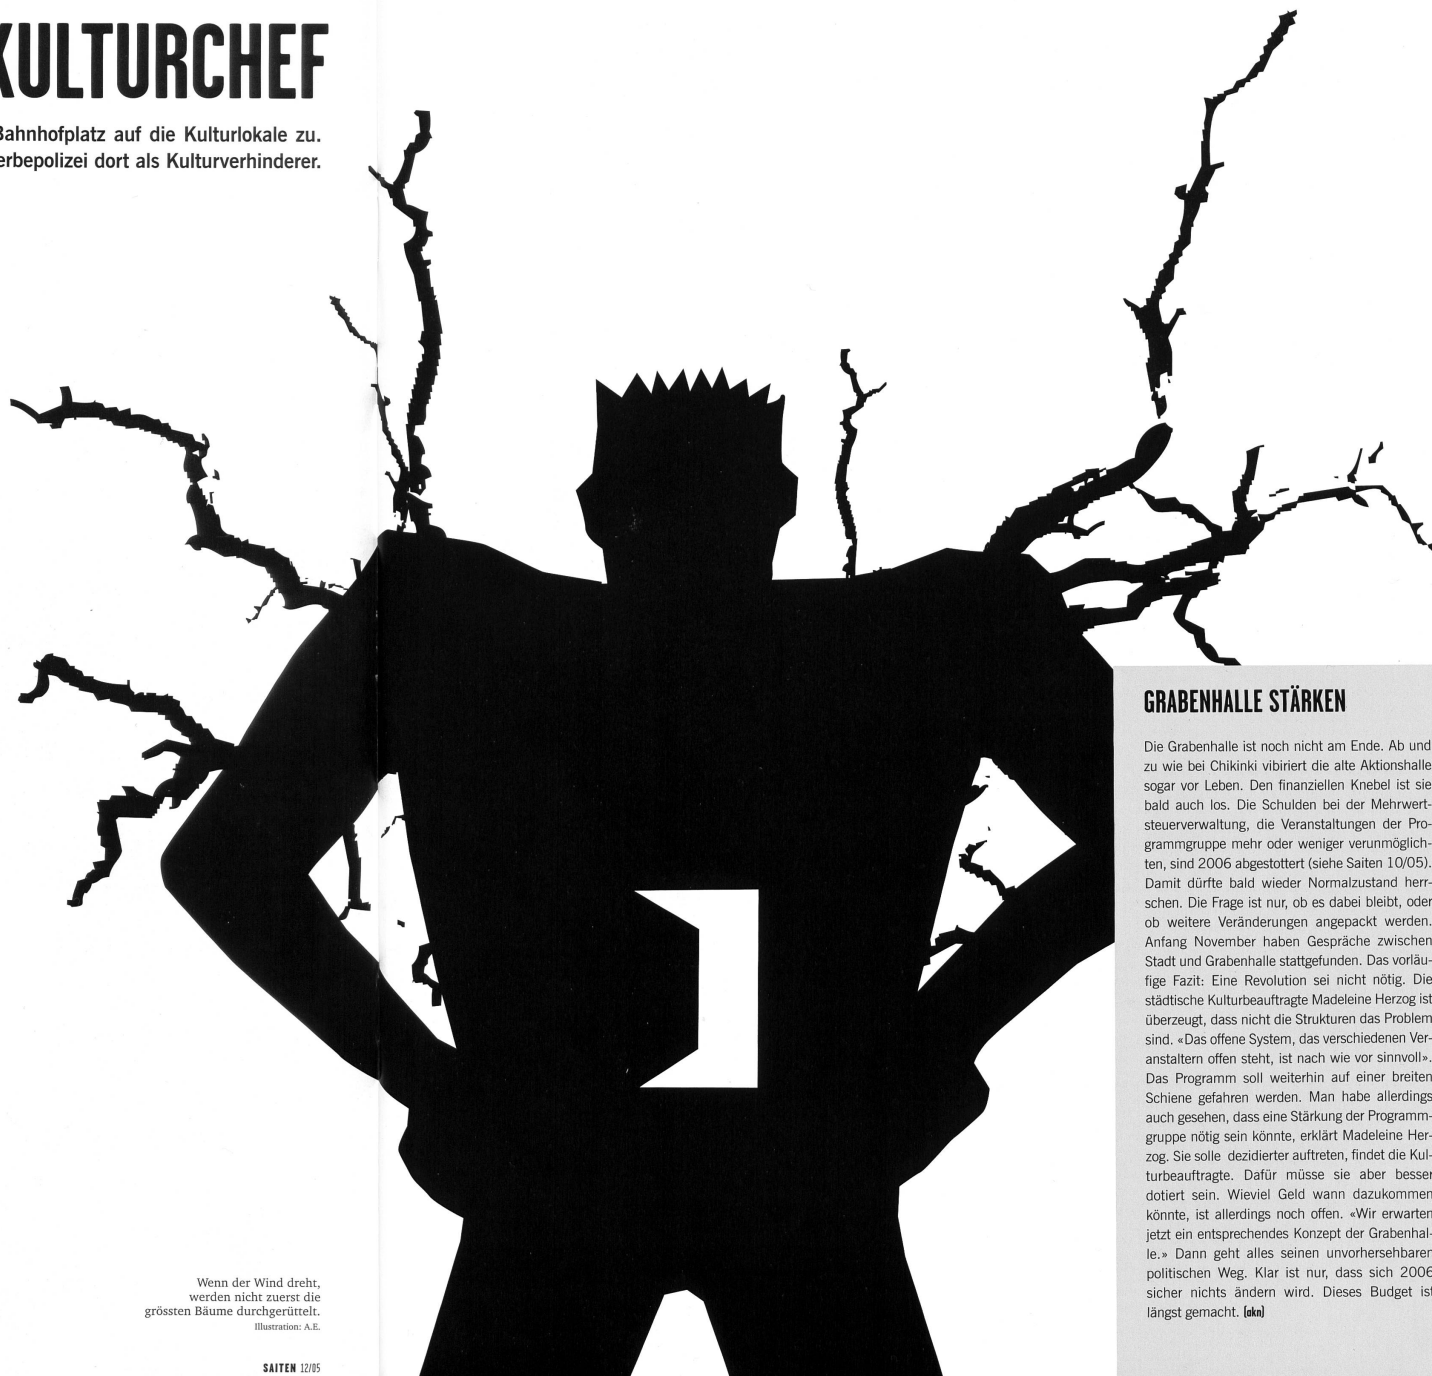 KULTURCHEF
Bahnhofplatz auf die Kulturlokale zu.
erbepolizei dort als Kulturverhinderer.
GRABENHALLE STÄRKEN
Die Grabenhalle ist noch nicht am Ende. Ab und
zu wie bei Chikinki vibiriert die alte Aktionshalle
sogar vor Leben. Den finanziellen Knebel ist sie
bald auch los. Die Schulden bei der Mehrwert-
steuerverwaltung, die Veranstaltungen der Pro-
grammgruppe mehr oder weniger verunmöglich-
ten, sind 2006 abgestottert (siehe Saiten 10/05).
Damit dürfte bald wieder Normalzustand herr-
schen. Die Frage ist nur, ob es dabei bleibt, oder
ob weitere Veränderungen angepackt werden.
Anfang November haben Gespräche zwischen
Stadt und Grabenhalle stattgefunden. Das vorläu-
fige Fazit: Eine Revolution sei nicht nötig. Die
städtische Kulturbeauftragte Madeleine Herzog ist
überzeugt, dass nicht die Strukturen das Problem
sind. «Das offene System, das verschiedenen Ver-
anstaltern offen steht, ist nach wie vor sinnvoll».
Das Programm soll weiterhin auf einer breiten
Schiene gefahren werden. Man habe allerdings
auch gesehen, dass eine Stärkung der Programm-
gruppe nötig sein könnte, erklärt Madeleine Her-
zog. Sie solle dezidierter auftreten, findet die Kul-
turbeauftragte. Dafür müsse sie aber besser
dotiert sein. Wieviel Geld wann dazukommen
könnte, ist allerdings noch offen. «Wir erwarten
jetzt ein entsprechendes Konzept der Grabenhal-
le.» Dann geht alles seinen unvorhersehbaren
politischen Weg. Klar ist nur, dass sich 2006
sicher nichts ändern wird. Dieses Budget ist
längst gemacht. (akn)
Wenn der Wind dreht,
werden nicht zuerst die
grössten Bäume durchgerüttelt.
Illustration: A.E.
SAITEN 12/05